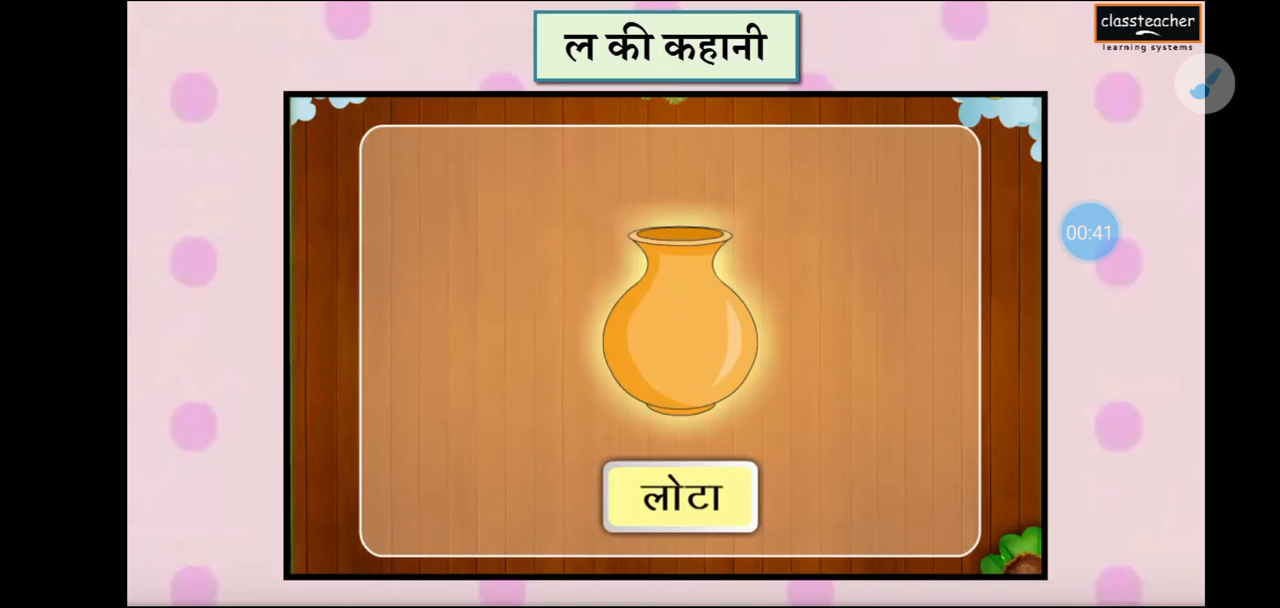 ल की कहानी
classteacher
learning systems
00:41
लोटा